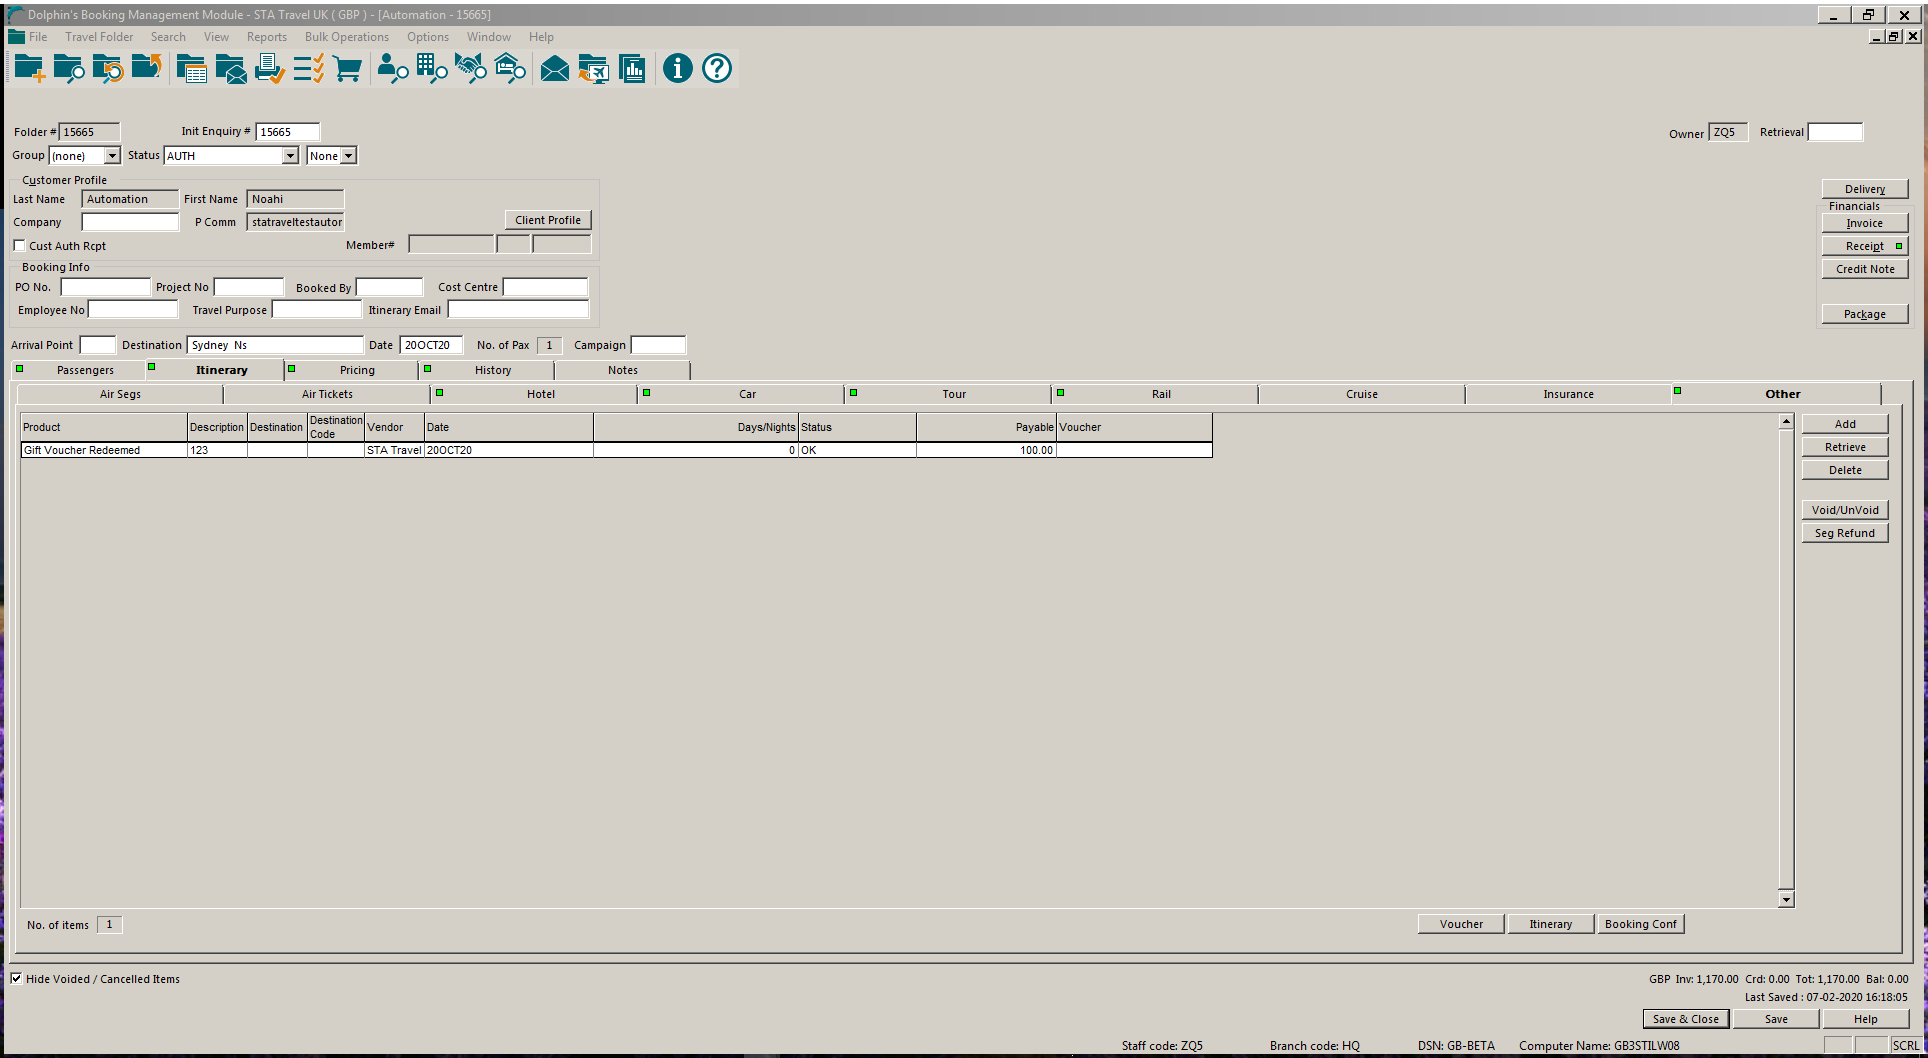 Dolphin's Booking Management Module - STA Travel UK ( GBP ) - [Automation - 15665]
File Travel Folder Search View Reports Bulk Operations Options Window Help
Folder # 15665 Init Enquiry # 15665 Owner ZQ5 Retrieval
Group (none) Status AUTH None
Customer Profile
Last Name Automation First Name Noahi
Company P Comm statraveltestautor Client Profile
Cust Auth Rcpt Member#
Delivery
Financials
Invoice
Receipt
Credit Note
Package
Booking Info
PO No. Project No Booked By Cost Centre
Employee No Travel Purpose Itinerary Email
Arrival Point Destination Sydney Ns Date 20OCT20 No. of Pax 1 Campaign
Passengers Itinerary Pricing History Notes
Air Segs Air Tickets Hotel Car Tour Rail Cruise Insurance Other
Product Description Destination Destination Code Vendor Date Days/Nights Status Payable Voucher
Gift Voucher Redeemed 123 STA Travel 20OCT20 0 OK 100.00
Add
Retrieve
Delete
Void/UnVoid
Seg Refund
No. of items 1 Voucher Itinerary Booking Conf
Hide Voided / Cancelled Items GBP Inv: 1,170.00 Crd: 0.00 Tot: 1,170.00 Bal: 0.00
Last Saved : 07-02-2020 16:18:05
Save & Close Save Help
Staff code: ZQ5 Branch code: HQ DSN: GB-BETA Computer Name: GB3STILW08 SCRL